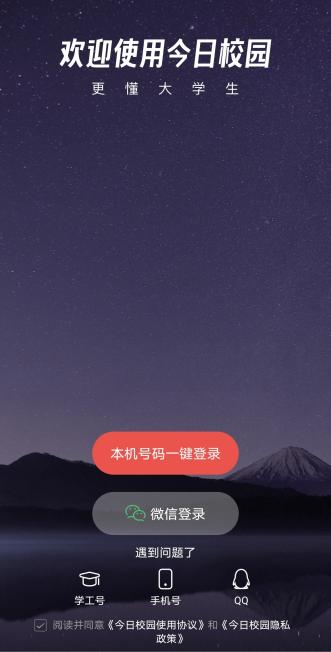 欢迎使用今日校园
更懂大学生
本机号码一键登录
微信登录
遇到问题了
学工号 手机号 QQ
阅读并同意《今日校园使用协议》和《今日校园隐私
政策》